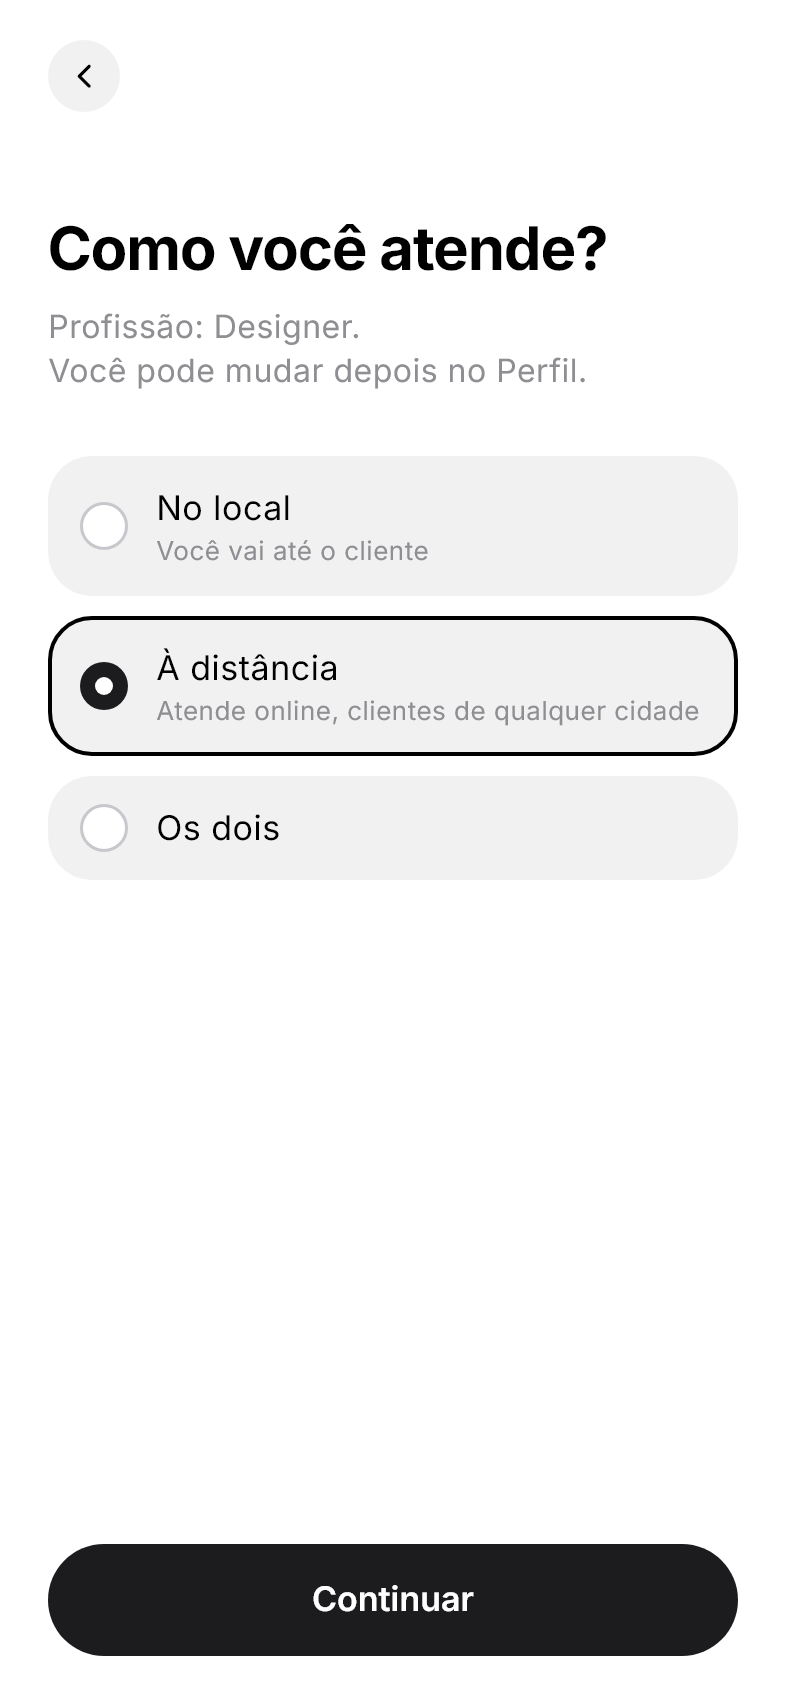 Como você atende?
Profissão: Designer.
Você pode mudar depois no Perfil.
No local
Você vai até o cliente
À distância
Atende online, clientes de qualquer cidade
Os dois
Continuar